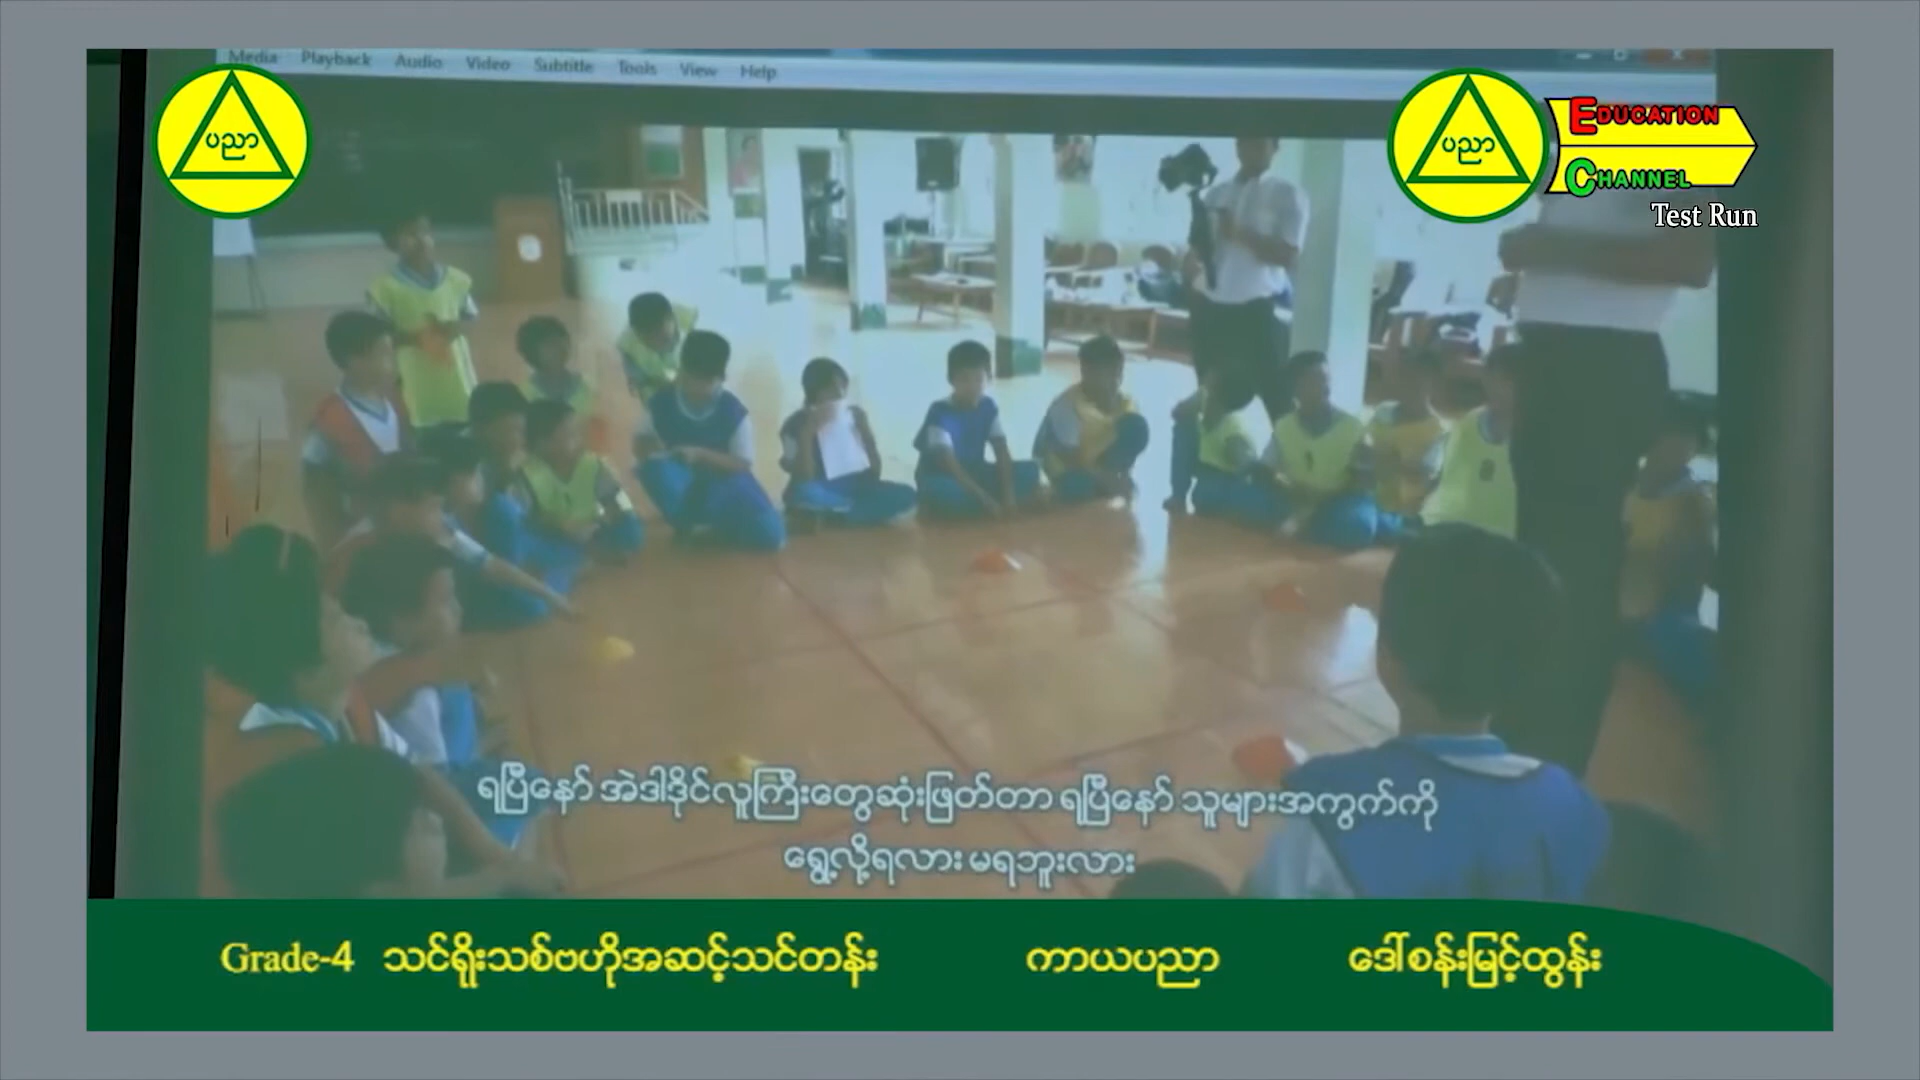 Media Playback Audio Video Subtitle Tools View Help
ပညာ
ပညာ
EDUCATION
CHANNEL
Test Run
ရပြီနော် အဲဒါဒိုင်လူကြီးတွေဆုံးဖြတ်တာ ရပြီနော် သူများအကွက်ကို
ရွှေ့လို့ရလား မရဘူးလား
Grade-4 သင်ရိုးသစ်ဗဟိုအဆင့်သင်တန်း ကာယပညာ ဒေါ်စန်းမြင့်ထွန်း